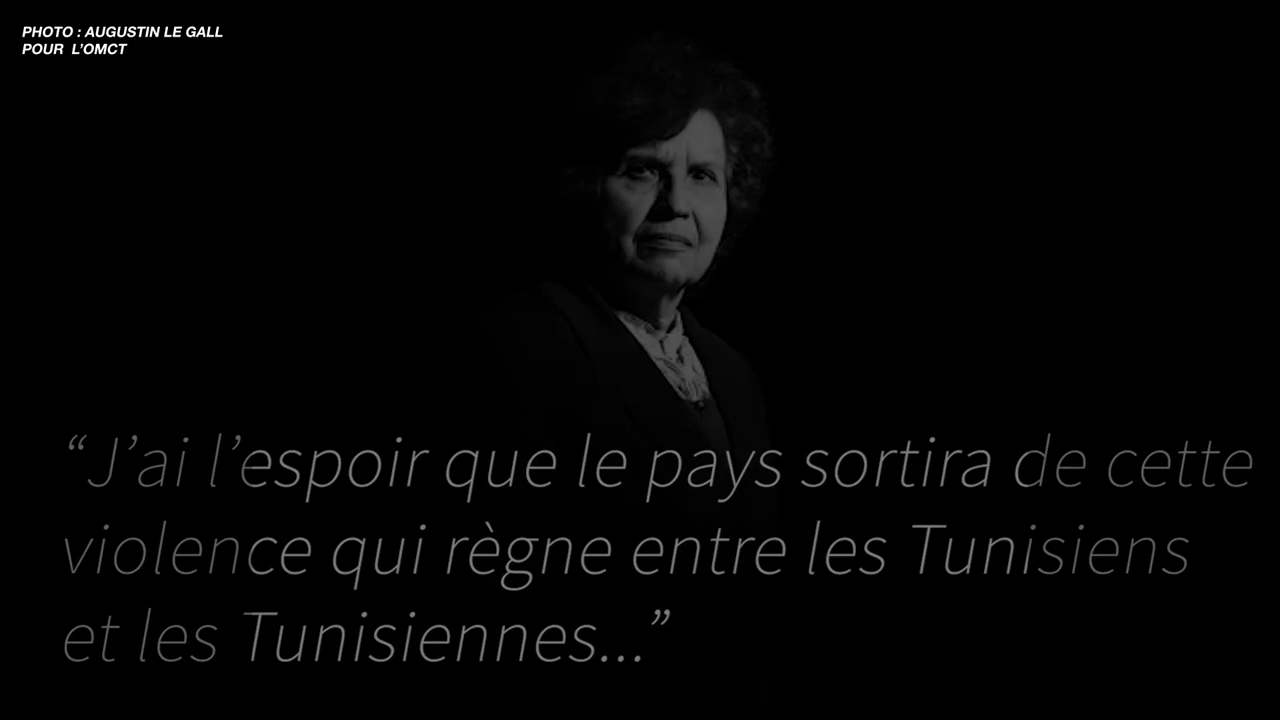 PHOTO : AUGUSTIN LE GALL
POUR L'OMCT
“J’ai l’espoir que le pays sortira de cette
violence qui règne entre les Tunisiens
et les Tunisiennes...”